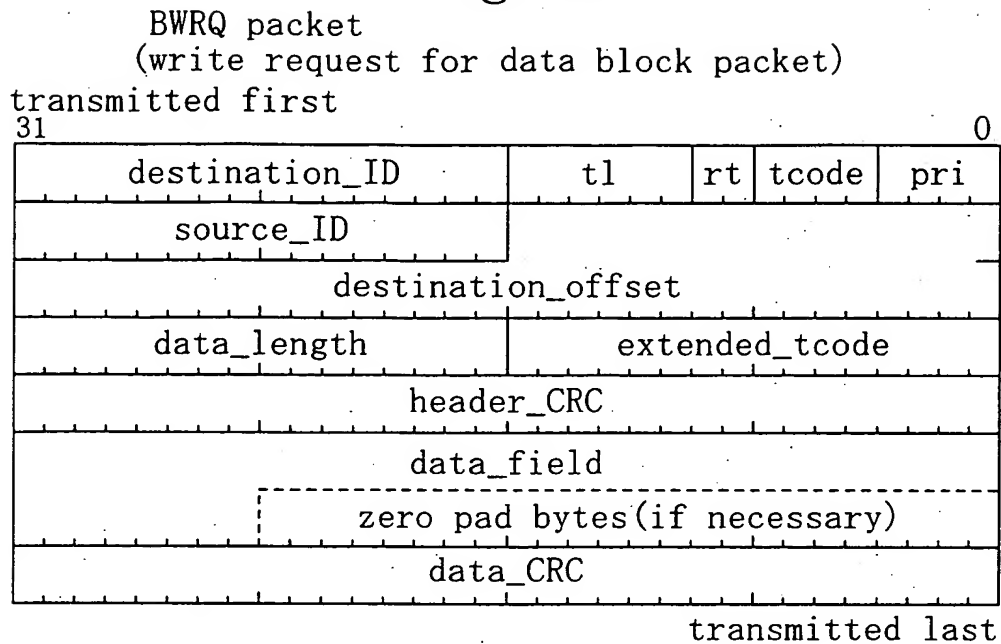 BWRQ packet
(write request for data block packet)
transmitted first
31 0
destination_ID tl rt tcode pri
source_ID
destination_offset
data_length extended_tcode
header_CRC
data_field
zero pad bytes(if necessary)
data_CRC
transmitted last